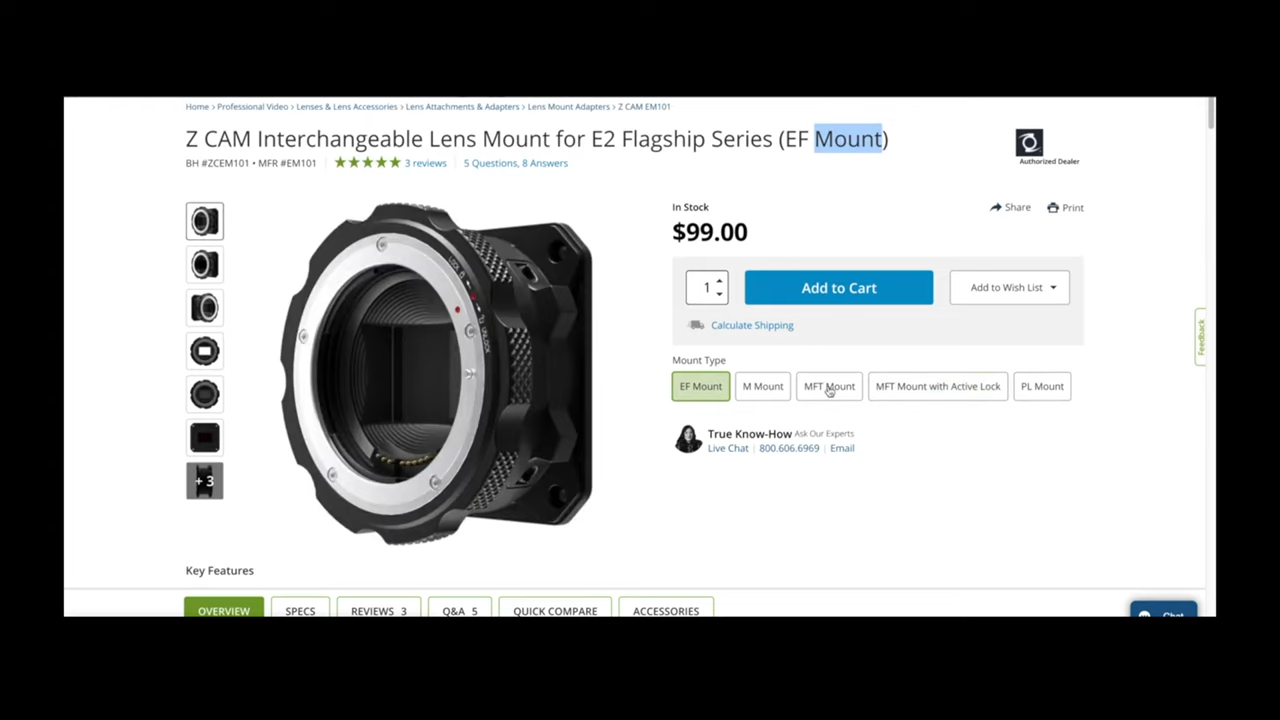 Home > Professional Video > Lenses & Lens Accessories > Lens Attachments & Adapters > Lens Mount Adapters > Z CAM EM101
Z CAM Interchangeable Lens Mount for E2 Flagship Series (EF Mount)
BH #ZCEM101 • MFR #EM101 3 reviews 5 Questions, 8 Answers
Authorized Dealer
In Stock
Share Print
$99.00
1 Add to Cart Add to Wish List
Calculate Shipping
Feedback
Mount Type
EF Mount M Mount MFT Mount MFT Mount with Active Lock PL Mount
True Know-How Ask Our Experts
Live Chat 800.606.6969 Email
+ 3
Key Features
OVERVIEW SPECS REVIEWS 3 Q&A 5 QUICK COMPARE ACCESSORIES
Chat